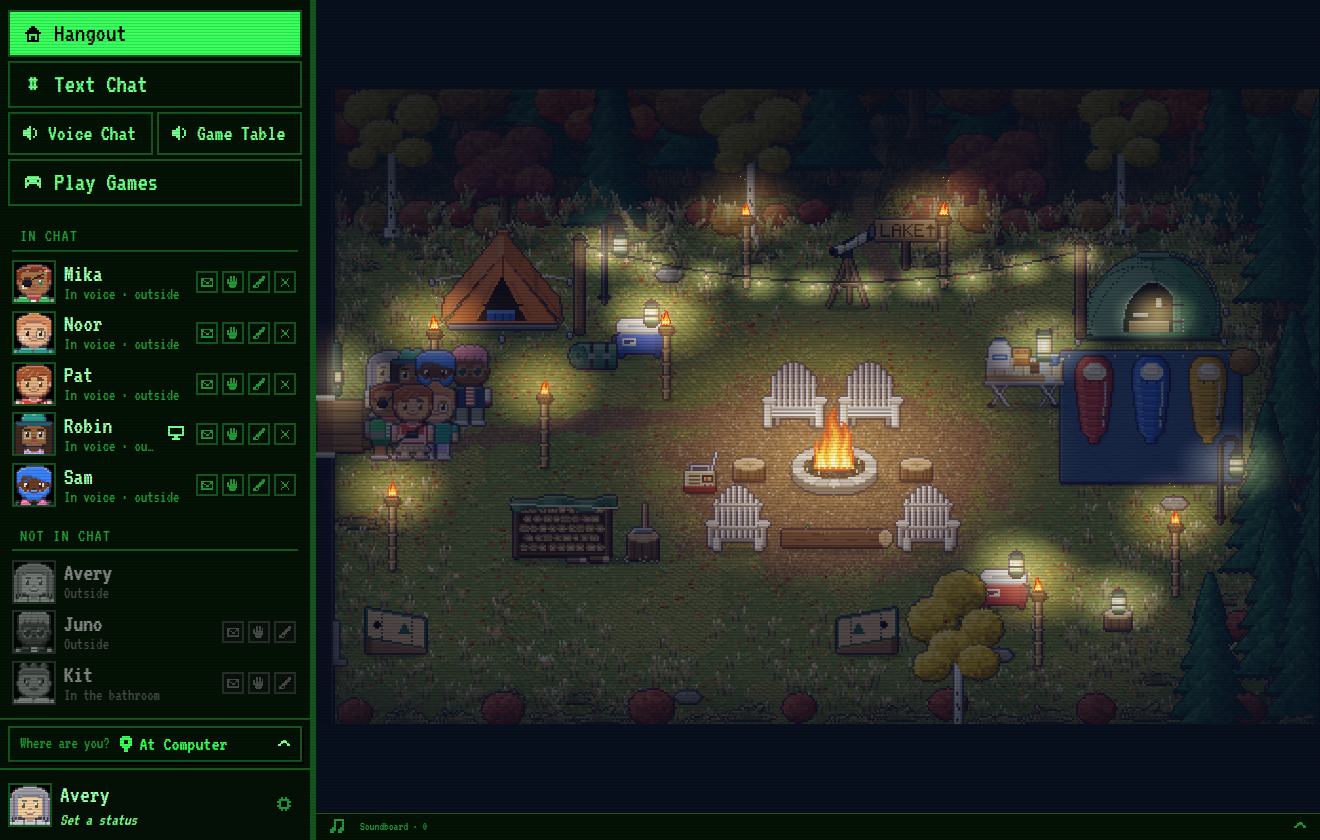 Hangout
Text Chat
Voice Chat
Game Table
Play Games
IN CHAT
Mika
In voice · outside
Noor
In voice · outside
Pat
In voice · outside
Robin
In voice · ou…
Sam
In voice · outside
NOT IN CHAT
Avery
Outside
Juno
Outside
Kit
In the bathroom
Where are you? At Computer
Avery
Set a status
LAKE↑
Soundboard · 0